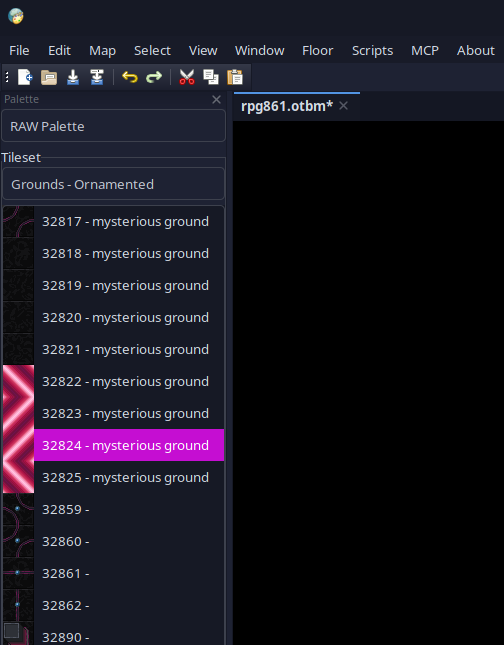 File Edit Map Select View Window Floor Scripts MCP About
Palette
rpg861.otbm*
RAW Palette
Tileset
Grounds - Ornamented
32817 - mysterious ground
32818 - mysterious ground
32819 - mysterious ground
32820 - mysterious ground
32821 - mysterious ground
32822 - mysterious ground
32823 - mysterious ground
32824 - mysterious ground
32825 - mysterious ground
32859 -
32860 -
32861 -
32862 -
32890 -